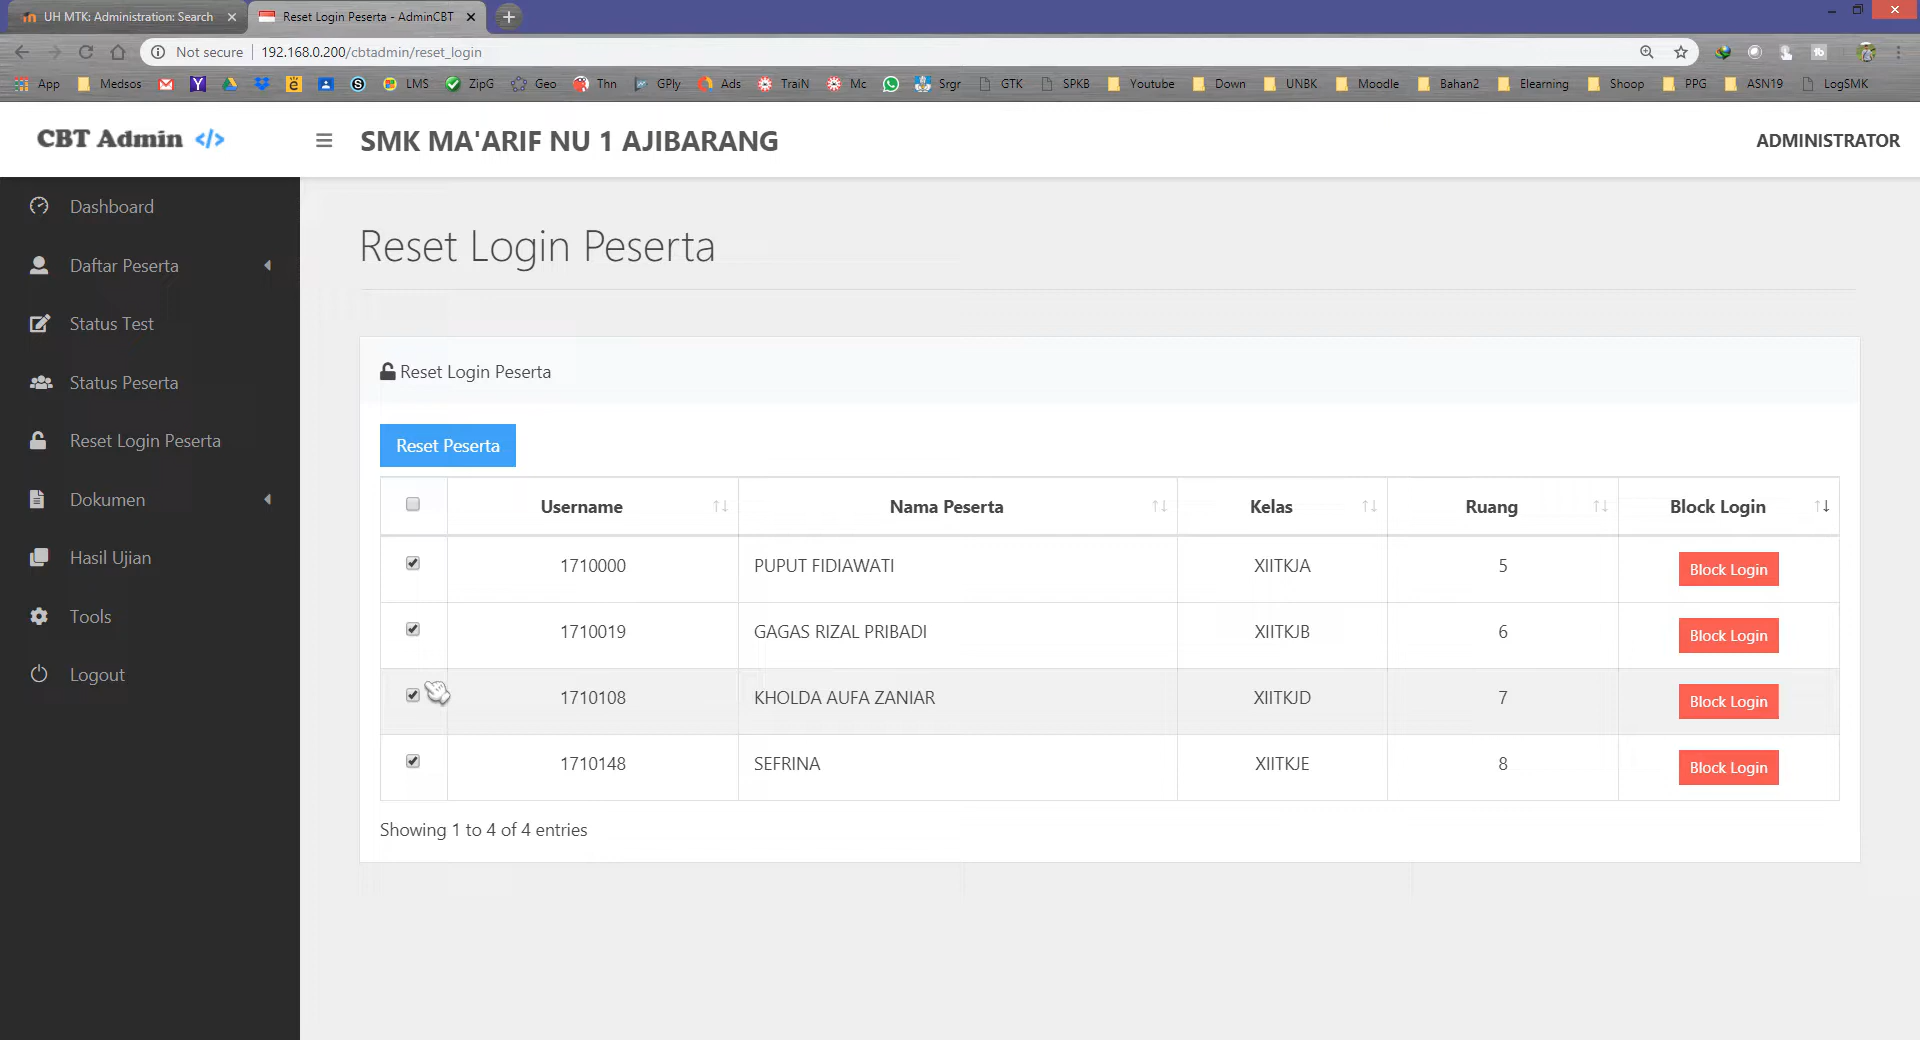 UH MTK: Administration: Search
Reset Login Peserta - AdminCBT
Not secure
192.168.0.200/cbtadmin/reset_login
App
Medsos
LMS
ZipG
Geo
Thn
GPly
Ads
TraiN
Mc
Srgr
GTK
SPKB
Youtube
Down
UNBK
Moodle
Bahan2
Elearning
Shoop
PPG
ASN19
LogSMK
CBT Admin </>
SMK MA'ARIF NU 1 AJIBARANG
ADMINISTRATOR
Dashboard
Daftar Peserta
Status Test
Status Peserta
Reset Login Peserta
Dokumen
Hasil Ujian
Tools
Logout
Reset Login Peserta
Reset Login Peserta
Reset Peserta
Username Nama Peserta Kelas Ruang Block Login
1710000 PUPUT FIDIAWATI XIITKJA 5 Block Login
1710019 GAGAS RIZAL PRIBADI XIITKJB 6 Block Login
1710108 KHOLDA AUFA ZANIAR XIITKJD 7 Block Login
1710148 SEFRINA XIITKJE 8 Block Login
Showing 1 to 4 of 4 entries